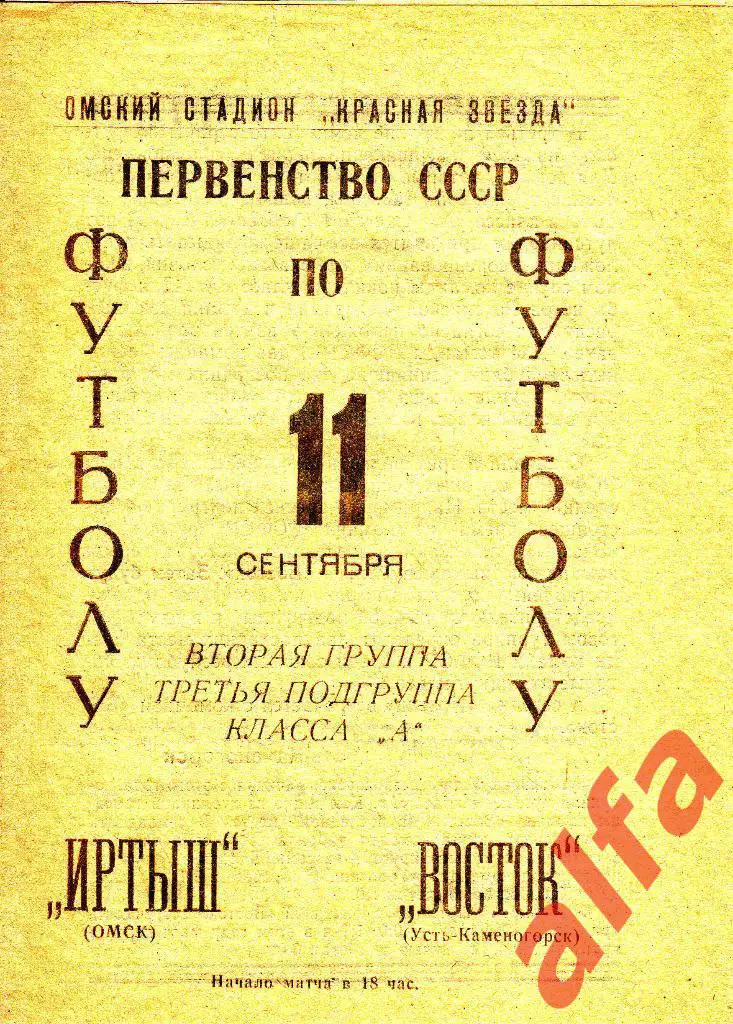 ОМСКИЙ СТАДИОН „КРАСНАЯ ЗВЕЗДА“
ПЕРВЕНСТВО СССР
ПО
ФУТБОЛУ
ФУТБОЛУ
11
СЕНТЯБРЯ
ВТОРАЯ ГРУППА
ТРЕТЬЯ ПОДГРУППА
КЛАССА „А“
„ИРТЫШ“
(ОМСК)
„ВОСТОК“
(Усть-Каменогорск)
Начало матча в 18 час.
alfa